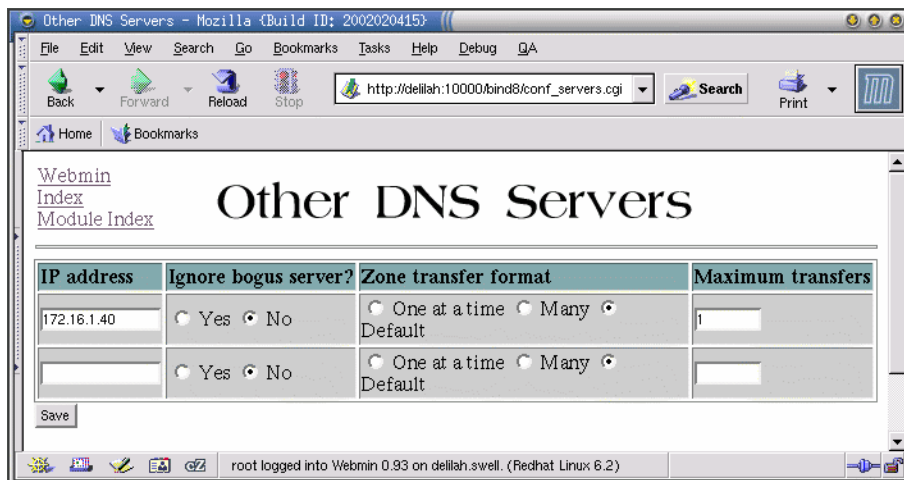 Other DNS Servers - Mozilla {Build ID: 2002020415}
File Edit View Search Go Bookmarks Tasks Help Debug QA
Back Forward Reload Stop http://delilah:10000/bind8/conf_servers.cgi Search Print
Home Bookmarks
Webmin
Index
Module Index
Other DNS Servers
IP address Ignore bogus server? Zone transfer format Maximum transfers
172.16.1.40 Yes No One at a time Many Default 1
Yes No One at a time Many Default
Save
root logged into Webmin 0.93 on delilah.swell. (Redhat Linux 6.2)